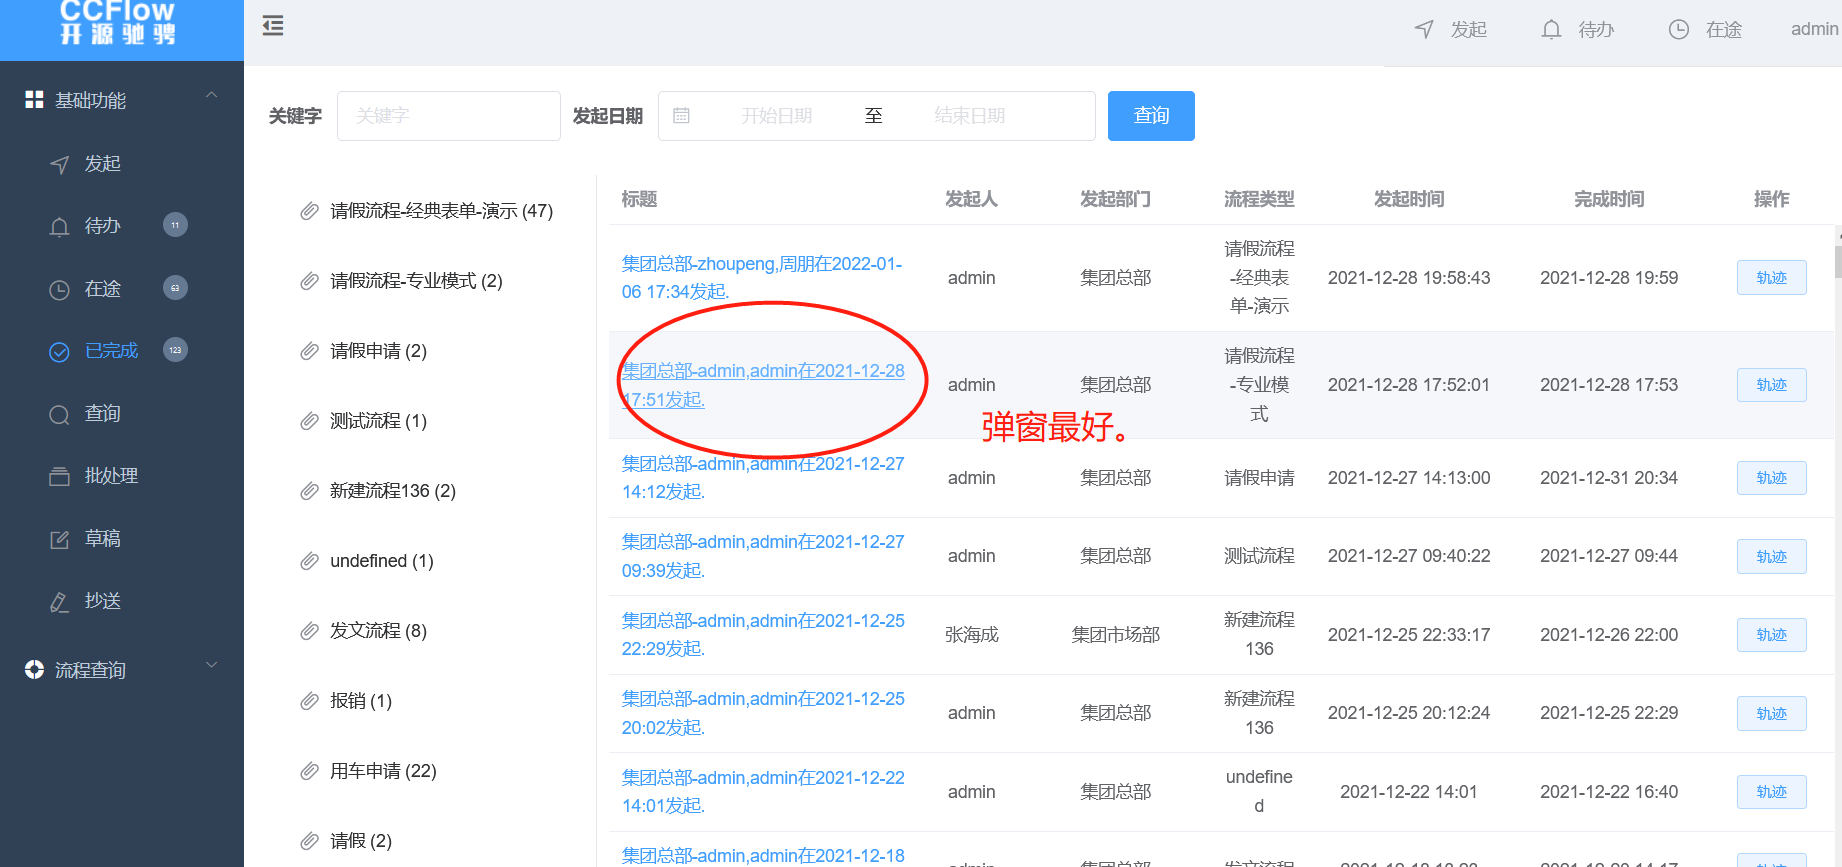 CCFlow
开源驰骋
发起
待办
在途
admin
基础功能
发起
待办 11
在途 63
已完成 123
查询
批处理
草稿
抄送
流程查询
关键字 关键字 发起日期 开始日期 至 结束日期 查询
请假流程-经典表单-演示 (47)
请假流程-专业模式 (2)
请假申请 (2)
测试流程 (1)
新建流程136 (2)
undefined (1)
发文流程 (8)
报销 (1)
用车申请 (22)
请假 (2)
标题 发起人 发起部门 流程类型 发起时间 完成时间 操作
集团总部-zhoupeng,周朋在2022-01-
06 17:34发起.
admin
集团总部
请假流程
-经典表
单-演示
2021-12-28 19:58:43
2021-12-28 19:59
轨迹
集团总部-admin,admin在2021-12-28
17:51发起.
admin
集团总部
请假流程
-专业模
式
2021-12-28 17:52:01
2021-12-28 17:53
轨迹
弹窗最好。
集团总部-admin,admin在2021-12-27
14:12发起.
admin
集团总部
请假申请
2021-12-27 14:13:00
2021-12-31 20:34
轨迹
集团总部-admin,admin在2021-12-27
09:39发起.
admin
集团总部
测试流程
2021-12-27 09:40:22
2021-12-27 09:44
轨迹
集团总部-admin,admin在2021-12-25
22:29发起.
张海成
集团市场部
新建流程
136
2021-12-25 22:33:17
2021-12-26 22:00
轨迹
集团总部-admin,admin在2021-12-25
20:02发起.
admin
集团总部
新建流程
136
2021-12-25 20:12:24
2021-12-25 22:29
轨迹
集团总部-admin,admin在2021-12-22
14:01发起.
admin
集团总部
undefine
d
2021-12-22 14:01
2021-12-22 16:40
轨迹
集团总部-admin,admin在2021-12-18